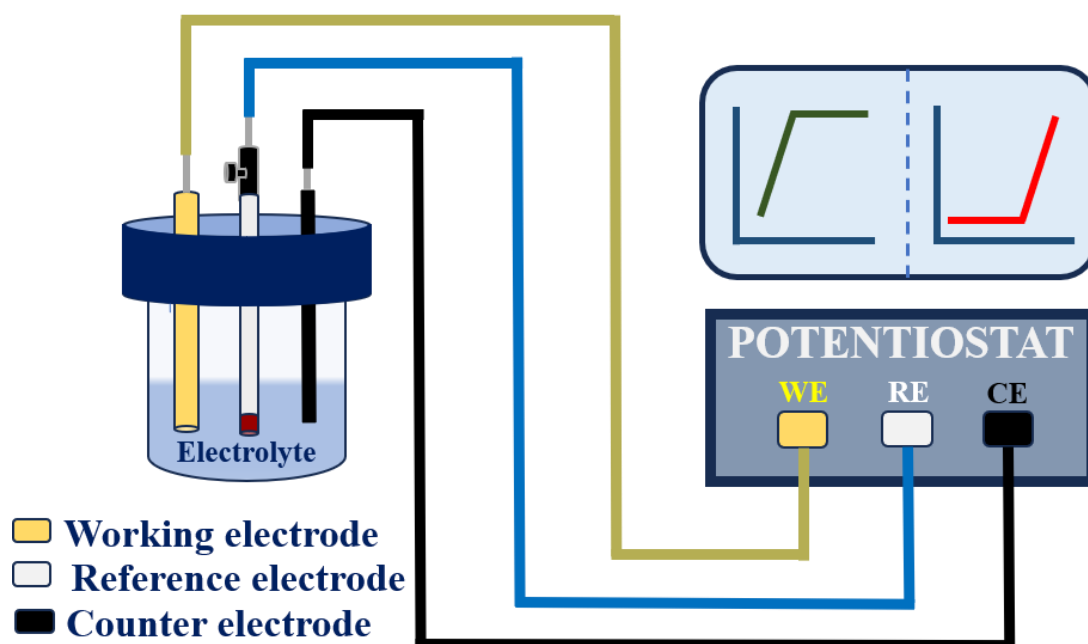 POTENTIOSTAT
WE RE CE
Electrolyte
Working electrode
Reference electrode
Counter electrode